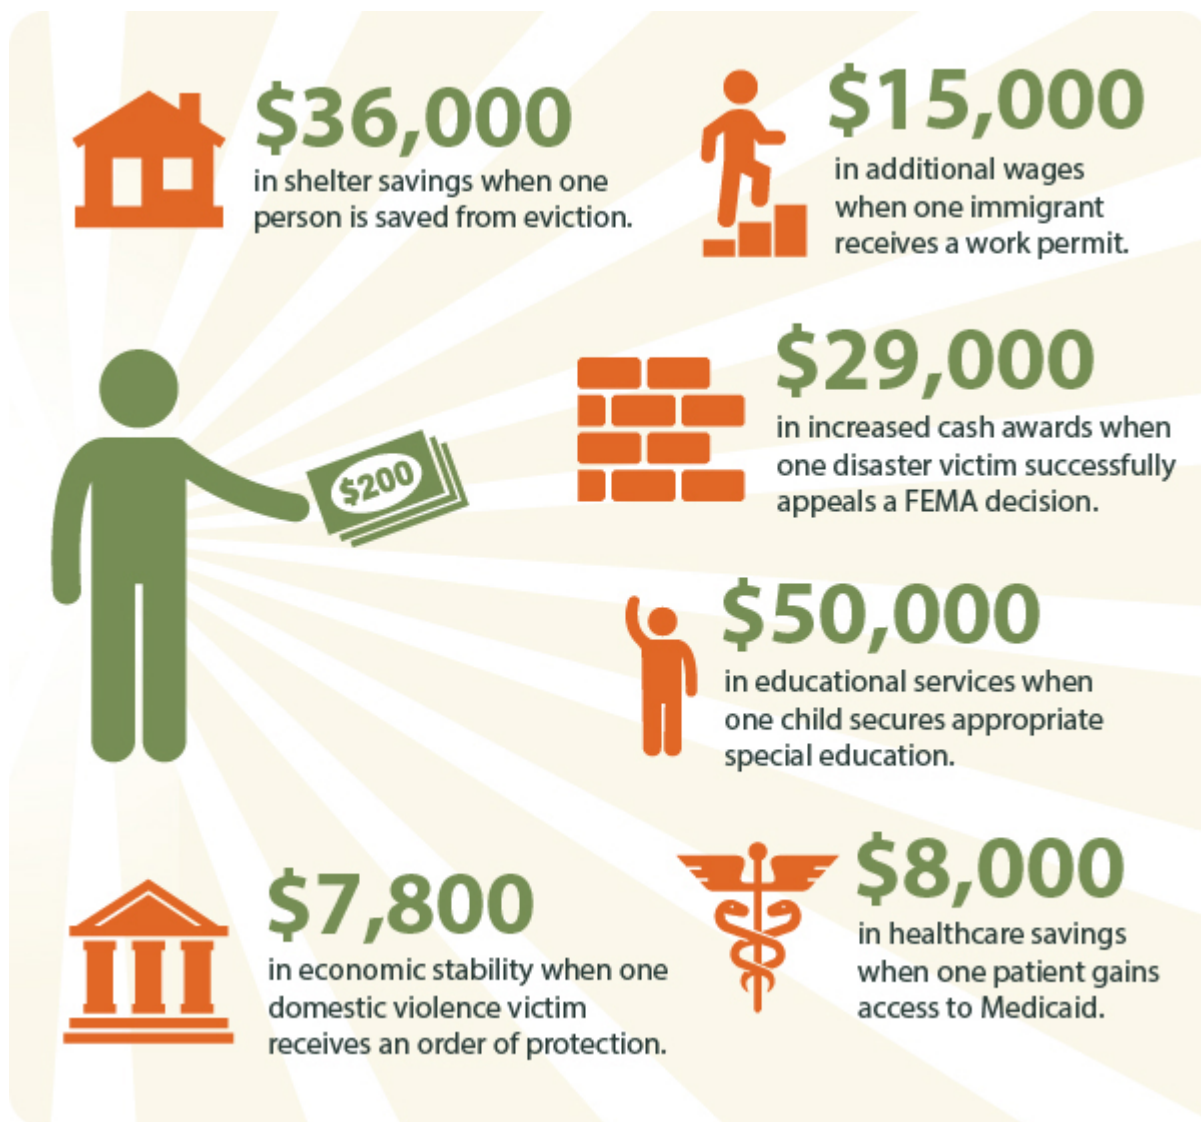 $36,000
in shelter savings when one
person is saved from eviction.
$15,000
in additional wages
when one immigrant
receives a work permit.
$200
$29,000
in increased cash awards when
one disaster victim successfully
appeals a FEMA decision.
$50,000
in educational services when
one child secures appropriate
special education.
$7,800
in economic stability when one
domestic violence victim
receives an order of protection.
$8,000
in healthcare savings
when one patient gains
access to Medicaid.